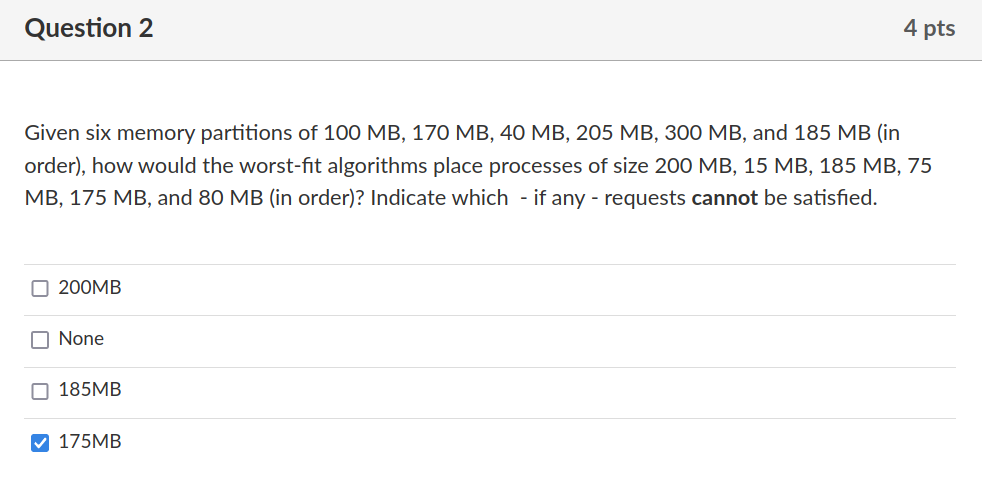 Question 2
4 pts
Given six memory partitions of 100 MB, 170 MB, 40 MB, 205 MB, 300 MB, and 185 MB (in
order), how would the worst-fit algorithms place processes of size 200 MB, 15 MB, 185 MB, 75
MB, 175 MB, and 80 MB (in order)? Indicate which  - if any - requests cannot be satisfied.
200MB
None
185MB
175MB